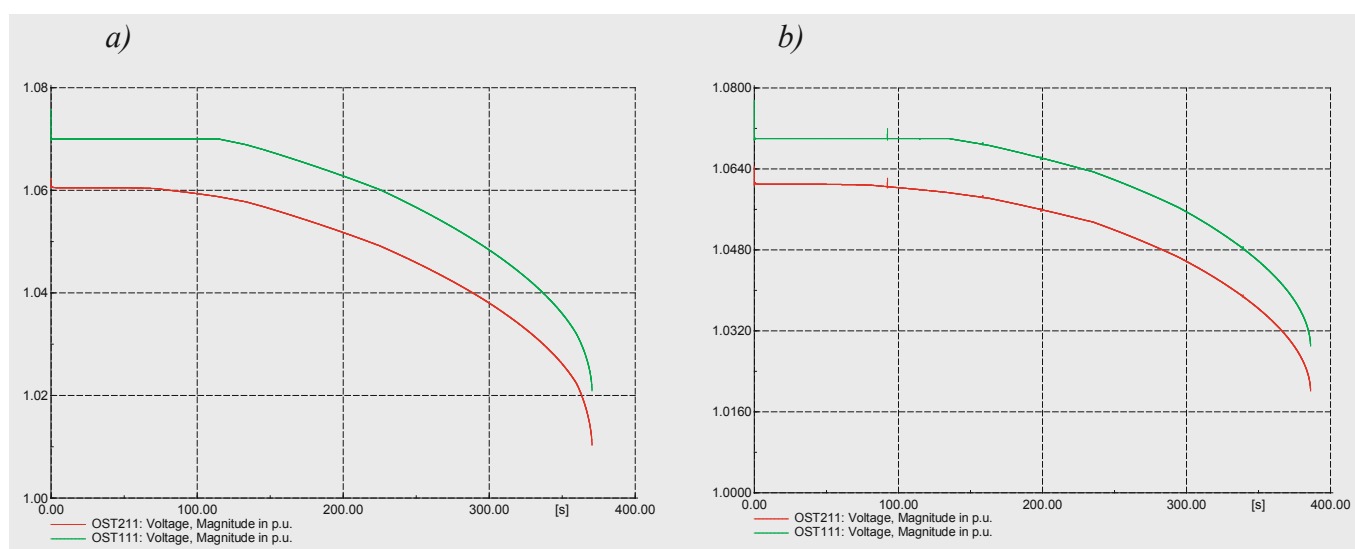 a)
1.08
1.06
1.04
1.02
1.00
0.00 100.00 200.00 300.00 [s] 400.00
OST211: Voltage, Magnitude in p.u.
OST111: Voltage, Magnitude in p.u.
b)
1.0800
1.0640
1.0480
1.0320
1.0160
1.0000
0.00 100.00 200.00 300.00 [s] 400.00
OST211: Voltage, Magnitude in p.u.
OST111: Voltage, Magnitude in p.u.